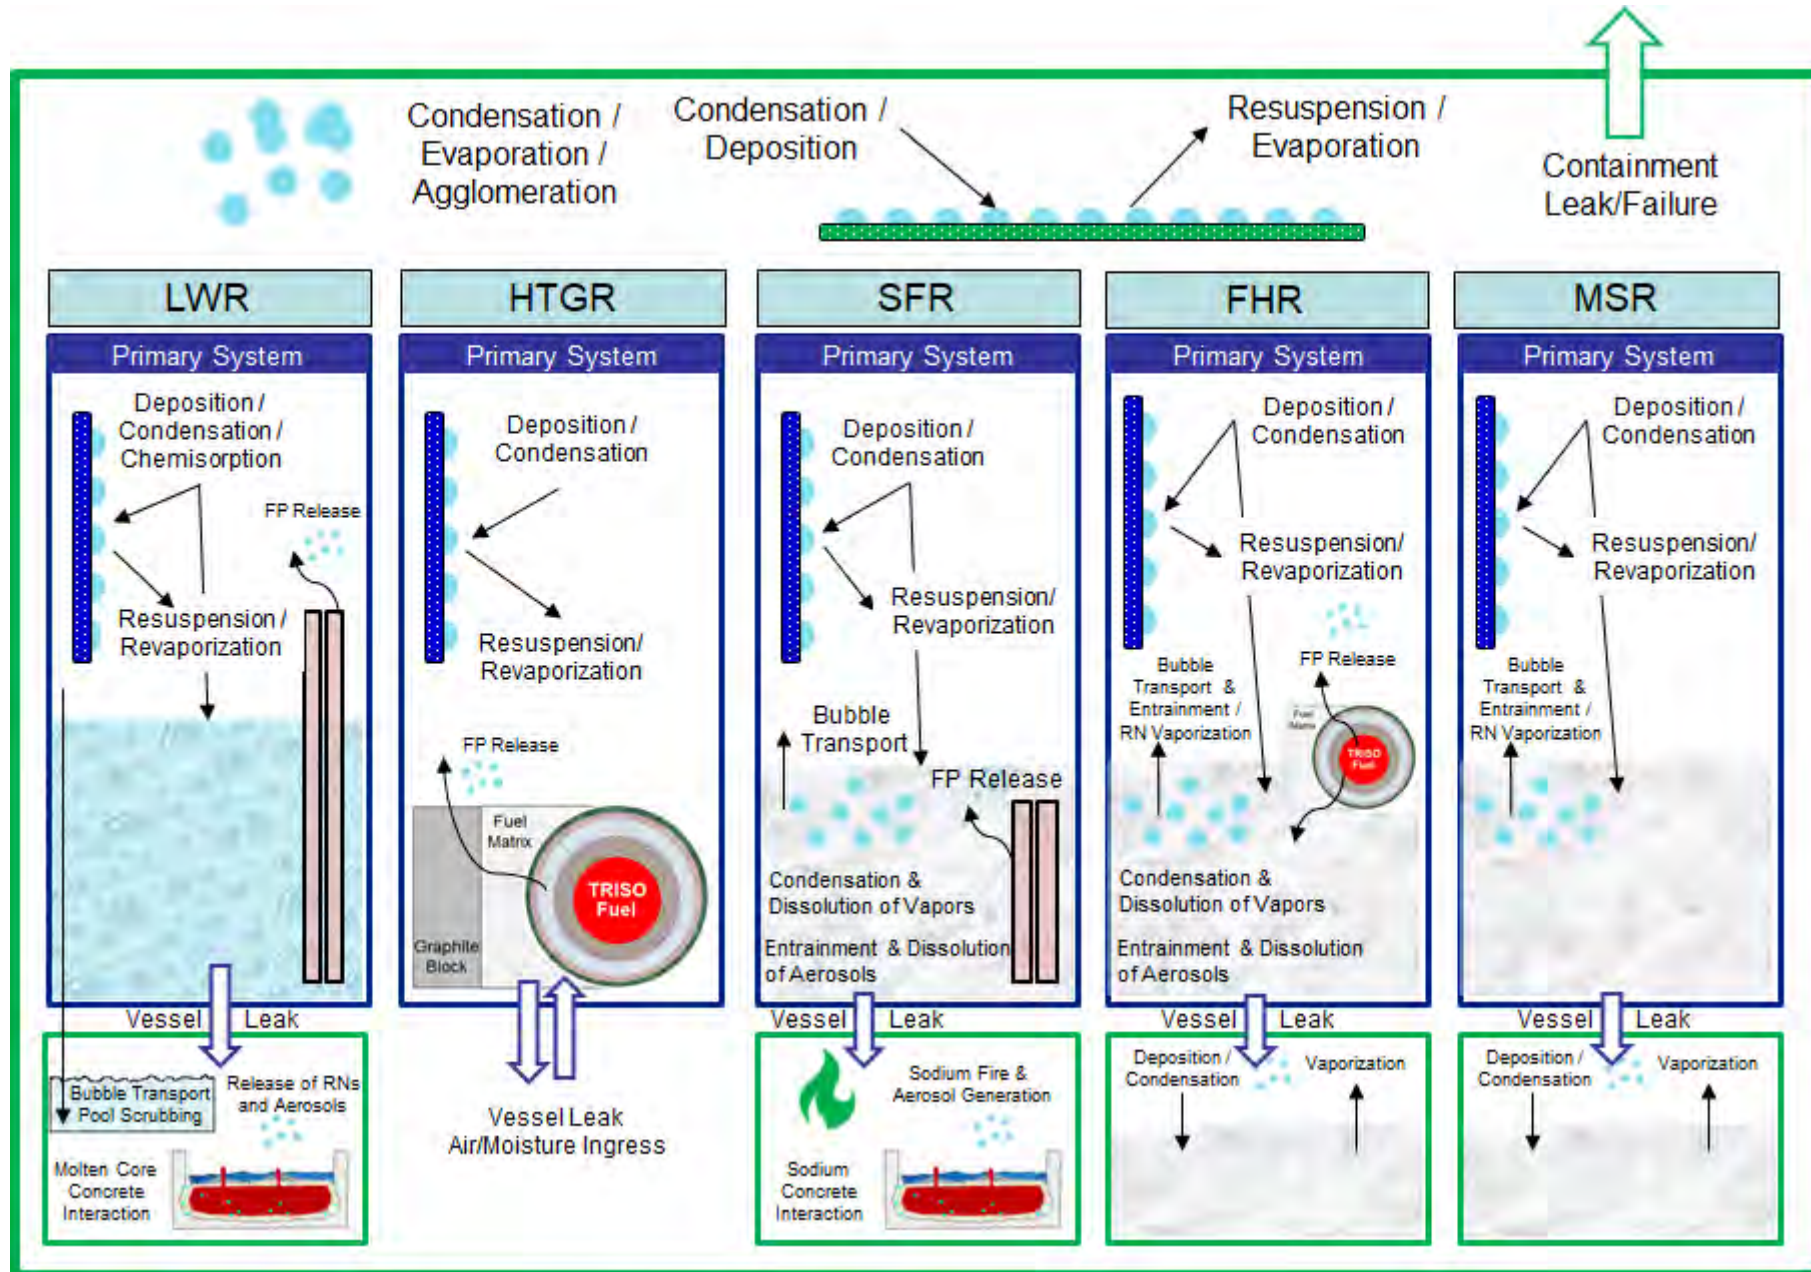 Condensation /
Evaporation /
Agglomeration
Condensation /
Deposition
Resuspension /
Evaporation
Containment
Leak/Failure
LWR
Primary System
Deposition /
Condensation /
Chemisorption
FP Release
Resuspension /
Revaporization
Vessel Leak
Bubble Transport
Pool Scrubbing
Release of RNs
and Aerosols
Molten Core
Concrete
Interaction
HTGR
Primary System
Deposition /
Condensation
Resuspension/
Revaporization
FP Release
Fuel
Matrix
TRISO
Fuel
Graphite
Block
Vessel Leak
Air/Moisture Ingress
SFR
Primary System
Deposition /
Condensation
Resuspension/
Revaporization
Bubble
Transport
FP Release
Condensation &
Dissolution of Vapors
Entrainment & Dissolution
of Aerosols
Vessel Leak
Sodium Fire &
Aerosol Generation
Sodium
Concrete
Interaction
FHR
Primary System
Deposition /
Condensation
Resuspension/
Revaporization
FP Release
Bubble
Transport &
Entrainment /
RN Vaporization
Fuel
Matrix
TRISO
Fuel
Condensation &
Dissolution of Vapors
Entrainment & Dissolution
of Aerosols
Vessel Leak
Deposition /
Condensation
Vaporization
MSR
Primary System
Deposition /
Condensation
Resuspension/
Revaporization
Bubble
Transport &
Entrainment /
RN Vaporization
Vessel Leak
Deposition /
Condensation
Vaporization